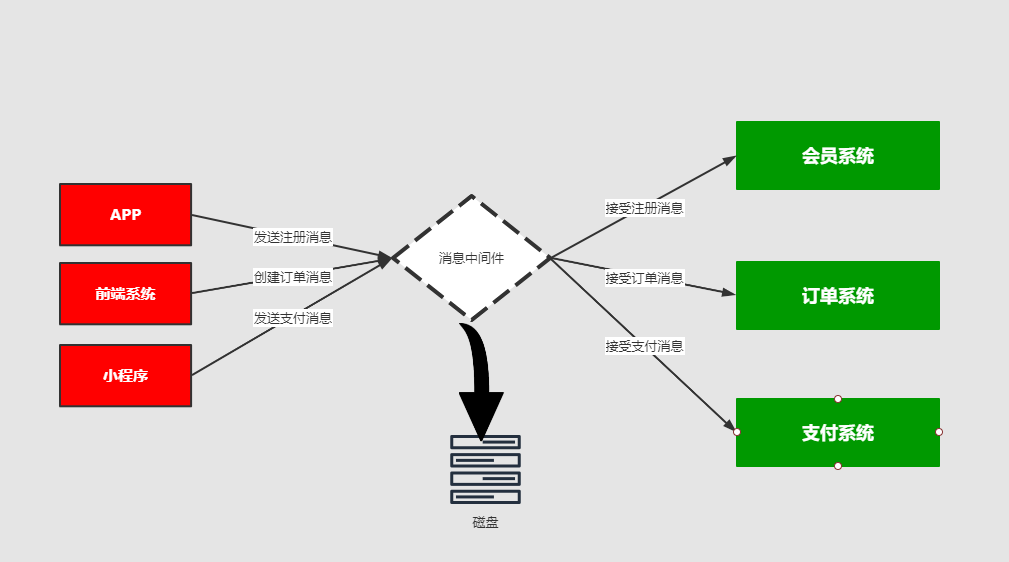 APP
前端系统
小程序
发送注册消息
创建订单消息
发送支付消息
消息中间件
磁盘
接受注册消息
接受订单消息
接受支付消息
会员系统
订单系统
支付系统